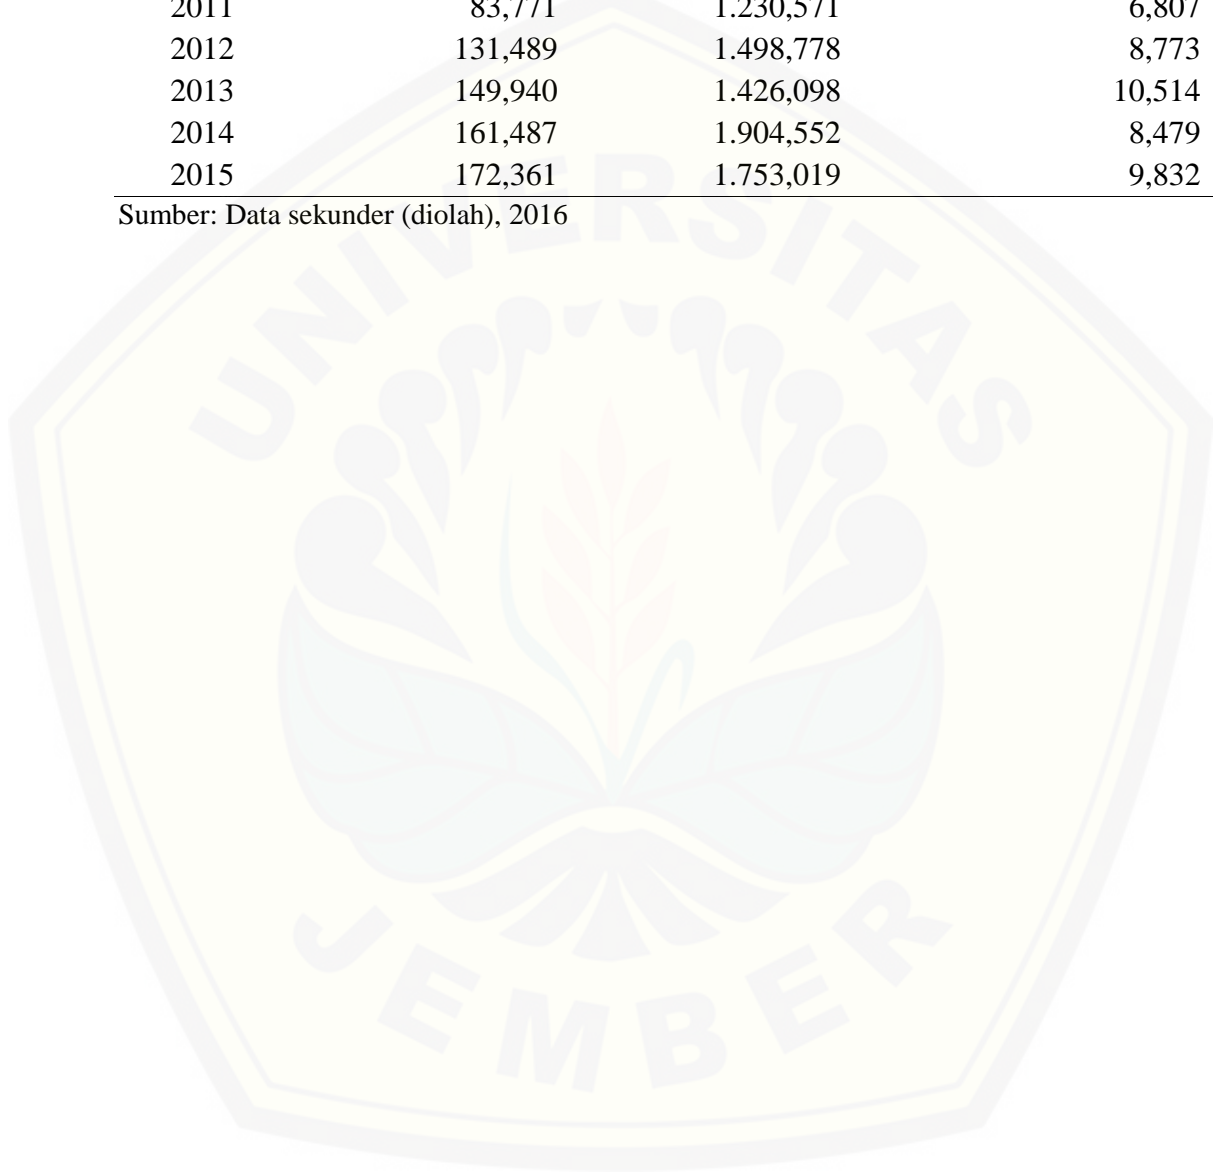 2011 83,771 1.230,571 6,807
2012 131,489 1.498,778 8,773
2013 149,940 1.426,098 10,514
2014 161,487 1.904,552 8,479
2015 172,361 1.753,019 9,832
Sumber: Data sekunder (diolah), 2016
UNIVERSITAS
JEMBER